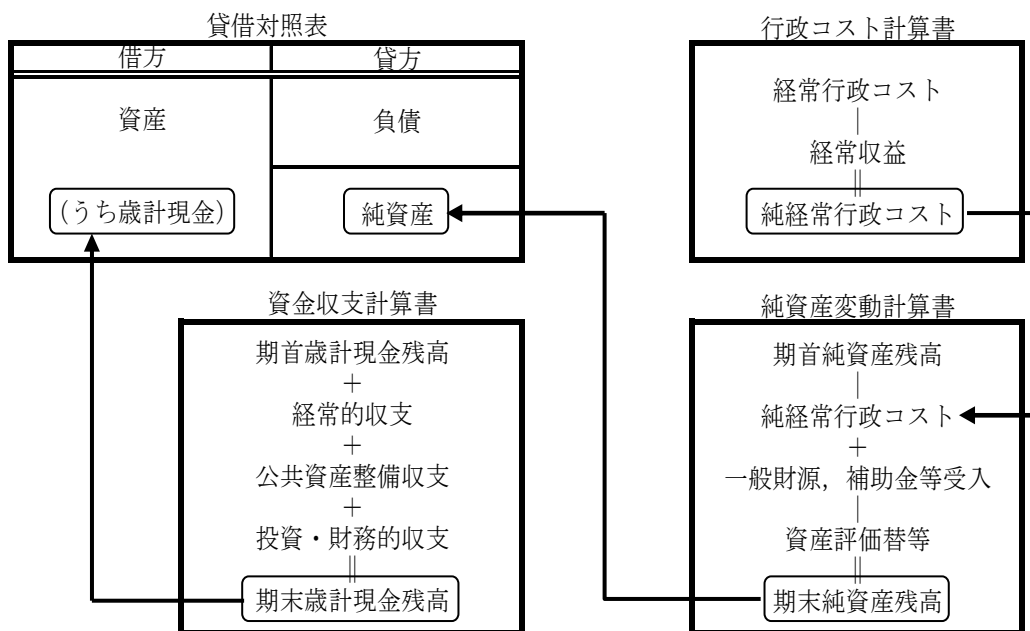 貸借対照表
借方
貸方
資産
負債
(うち歳計現金)
純資産
行政コスト計算書
経常行政コスト
－
経常収益
＝
純経常行政コスト
資金収支計算書
期首歳計現金残高
＋
経常的収支
＋
公共資産整備収支
＋
投資・財務的収支
＝
期末歳計現金残高
純資産変動計算書
期首純資産残高
－
純経常行政コスト
＋
一般財源，補助金等受入
－
資産評価替等
＝
期末純資産残高